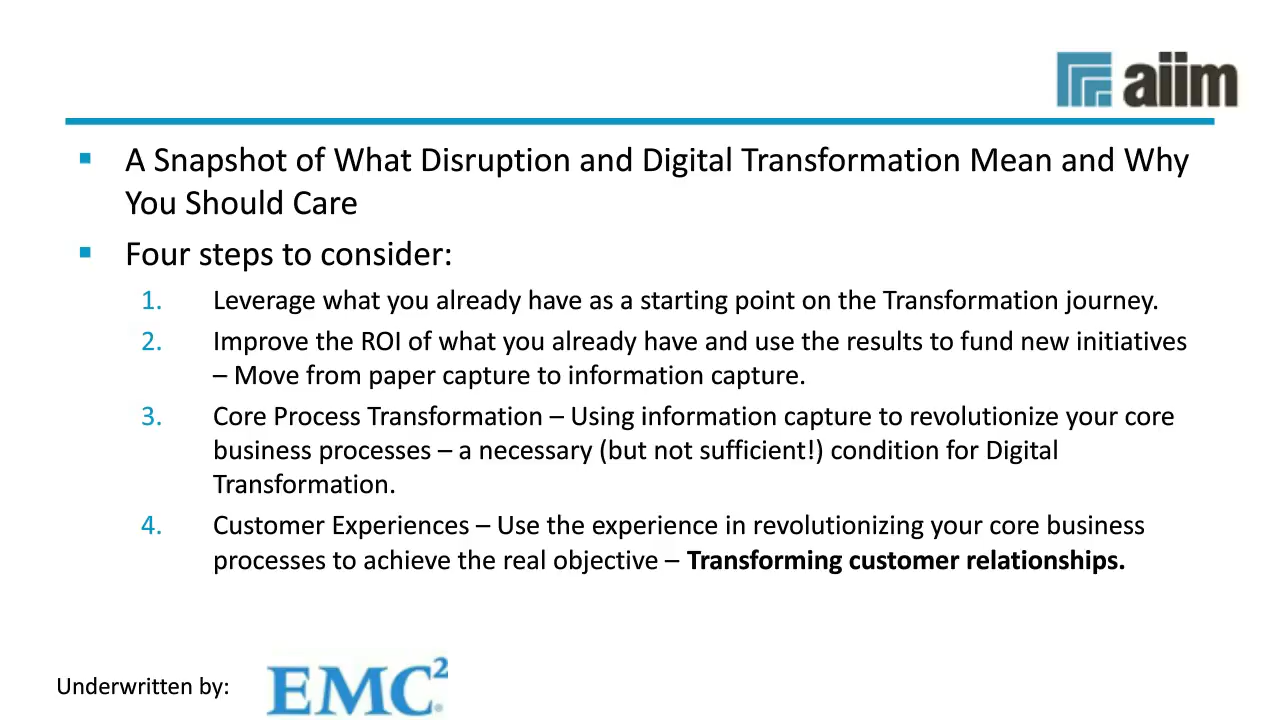 aiim
▪ A Snapshot of What Disruption and Digital Transformation Mean and Why
You Should Care
▪ Four steps to consider:
1. Leverage what you already have as a starting point on the Transformation journey.
2. Improve the ROI of what you already have and use the results to fund new initiatives
– Move from paper capture to information capture.
3. Core Process Transformation – Using information capture to revolutionize your core
business processes – a necessary (but not sufficient!) condition for Digital
Transformation.
4. Customer Experiences – Use the experience in revolutionizing your core business
processes to achieve the real objective – Transforming customer relationships.
Underwritten by: EMC²®